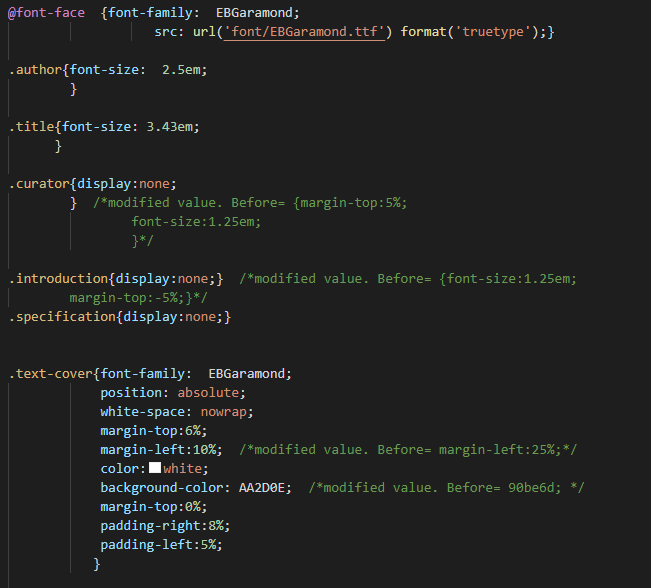 @font-face {font-family: EBGaramond;
src: url('font/EBGaramond.ttf') format('truetype');}
.author{font-size: 2.5em;
}
.title{font-size: 3.43em;
}
.curator{display:none;
} /*modified value. Before= {margin-top:5%;
font-size:1.25em;
}*/
.introduction{display:none;} /*modified value. Before= {font-size:1.25em;
margin-top:-5%;}*/
.specification{display:none;}
.text-cover{font-family: EBGaramond;
position: absolute;
white-space: nowrap;
margin-top:6%;
margin-left:10%; /*modified value. Before= margin-left:25%;*/
color:white;
background-color: AA2D0E; /*modified value. Before= 90be6d; */
margin-top:0%;
padding-right:8%;
padding-left:5%;
}